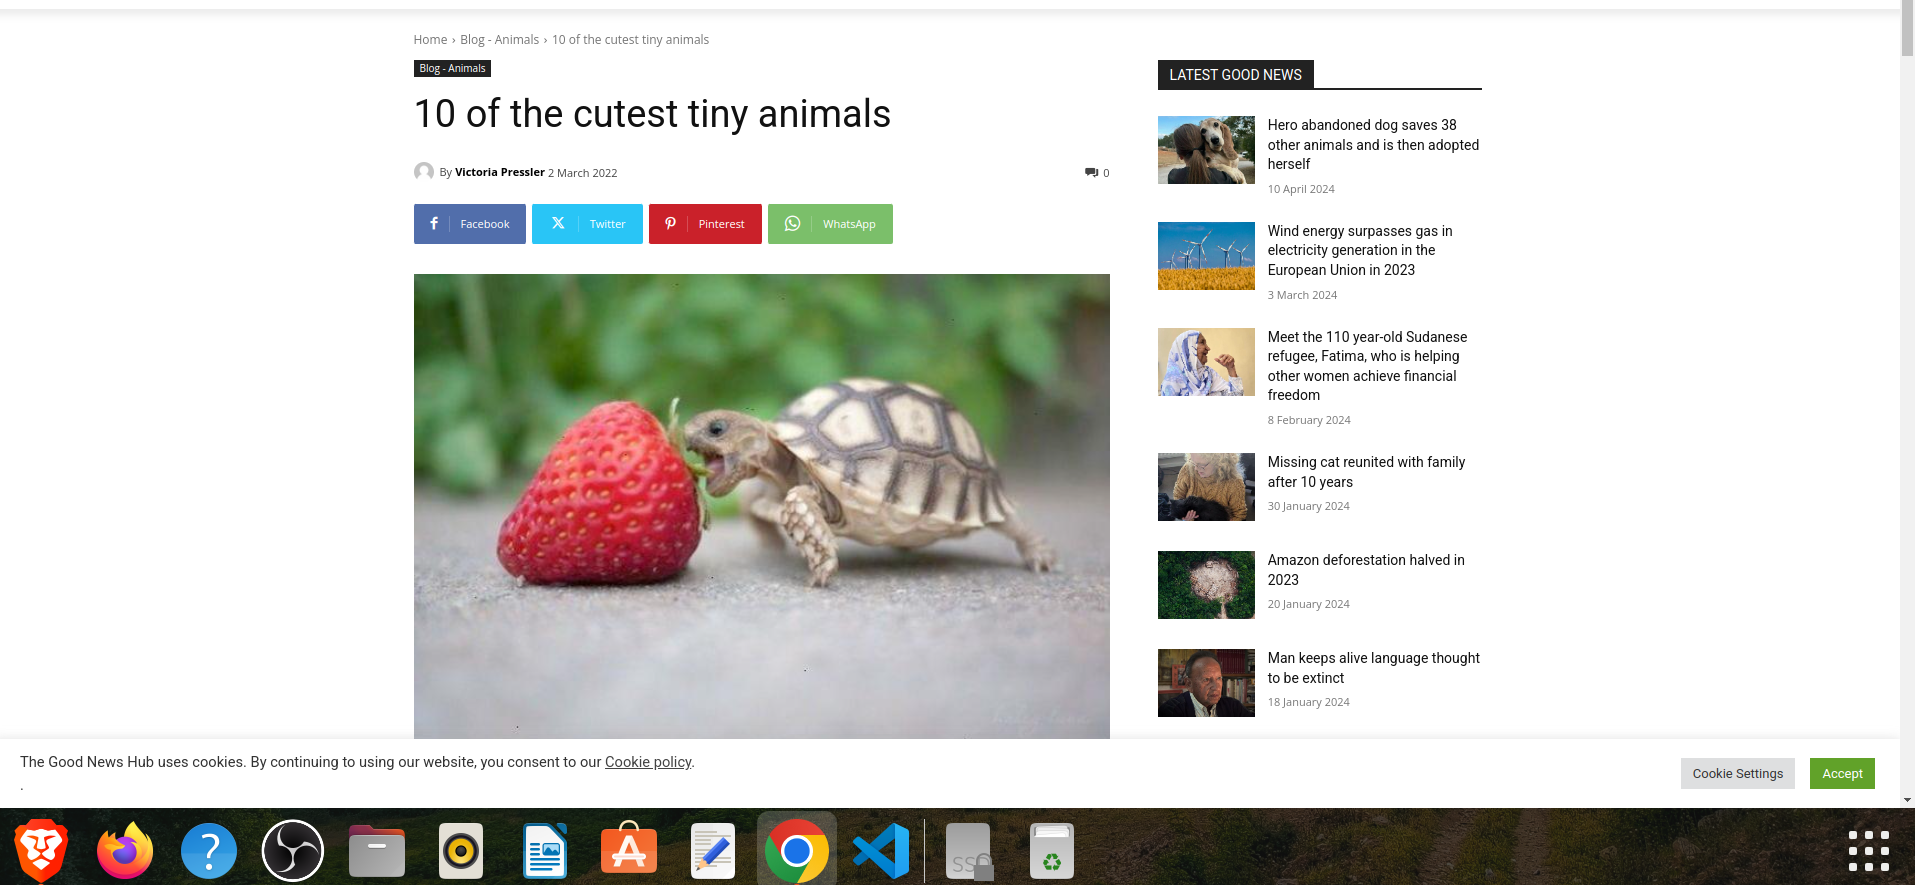 Home › Blog - Animals › 10 of the cutest tiny animals
Blog - Animals
10 of the cutest tiny animals
By Victoria Pressler 2 March 2022
0
Facebook
Twitter
Pinterest
WhatsApp
LATEST GOOD NEWS
Hero abandoned dog saves 38
other animals and is then adopted
herself
10 April 2024
Wind energy surpasses gas in
electricity generation in the
European Union in 2023
3 March 2024
Meet the 110 year-old Sudanese
refugee, Fatima, who is helping
other women achieve financial
freedom
8 February 2024
Missing cat reunited with family
after 10 years
30 January 2024
Amazon deforestation halved in
2023
20 January 2024
Man keeps alive language thought
to be extinct
18 January 2024
The Good News Hub uses cookies. By continuing to using our website, you consent to our Cookie policy.
.
Cookie Settings
Accept
?
SS